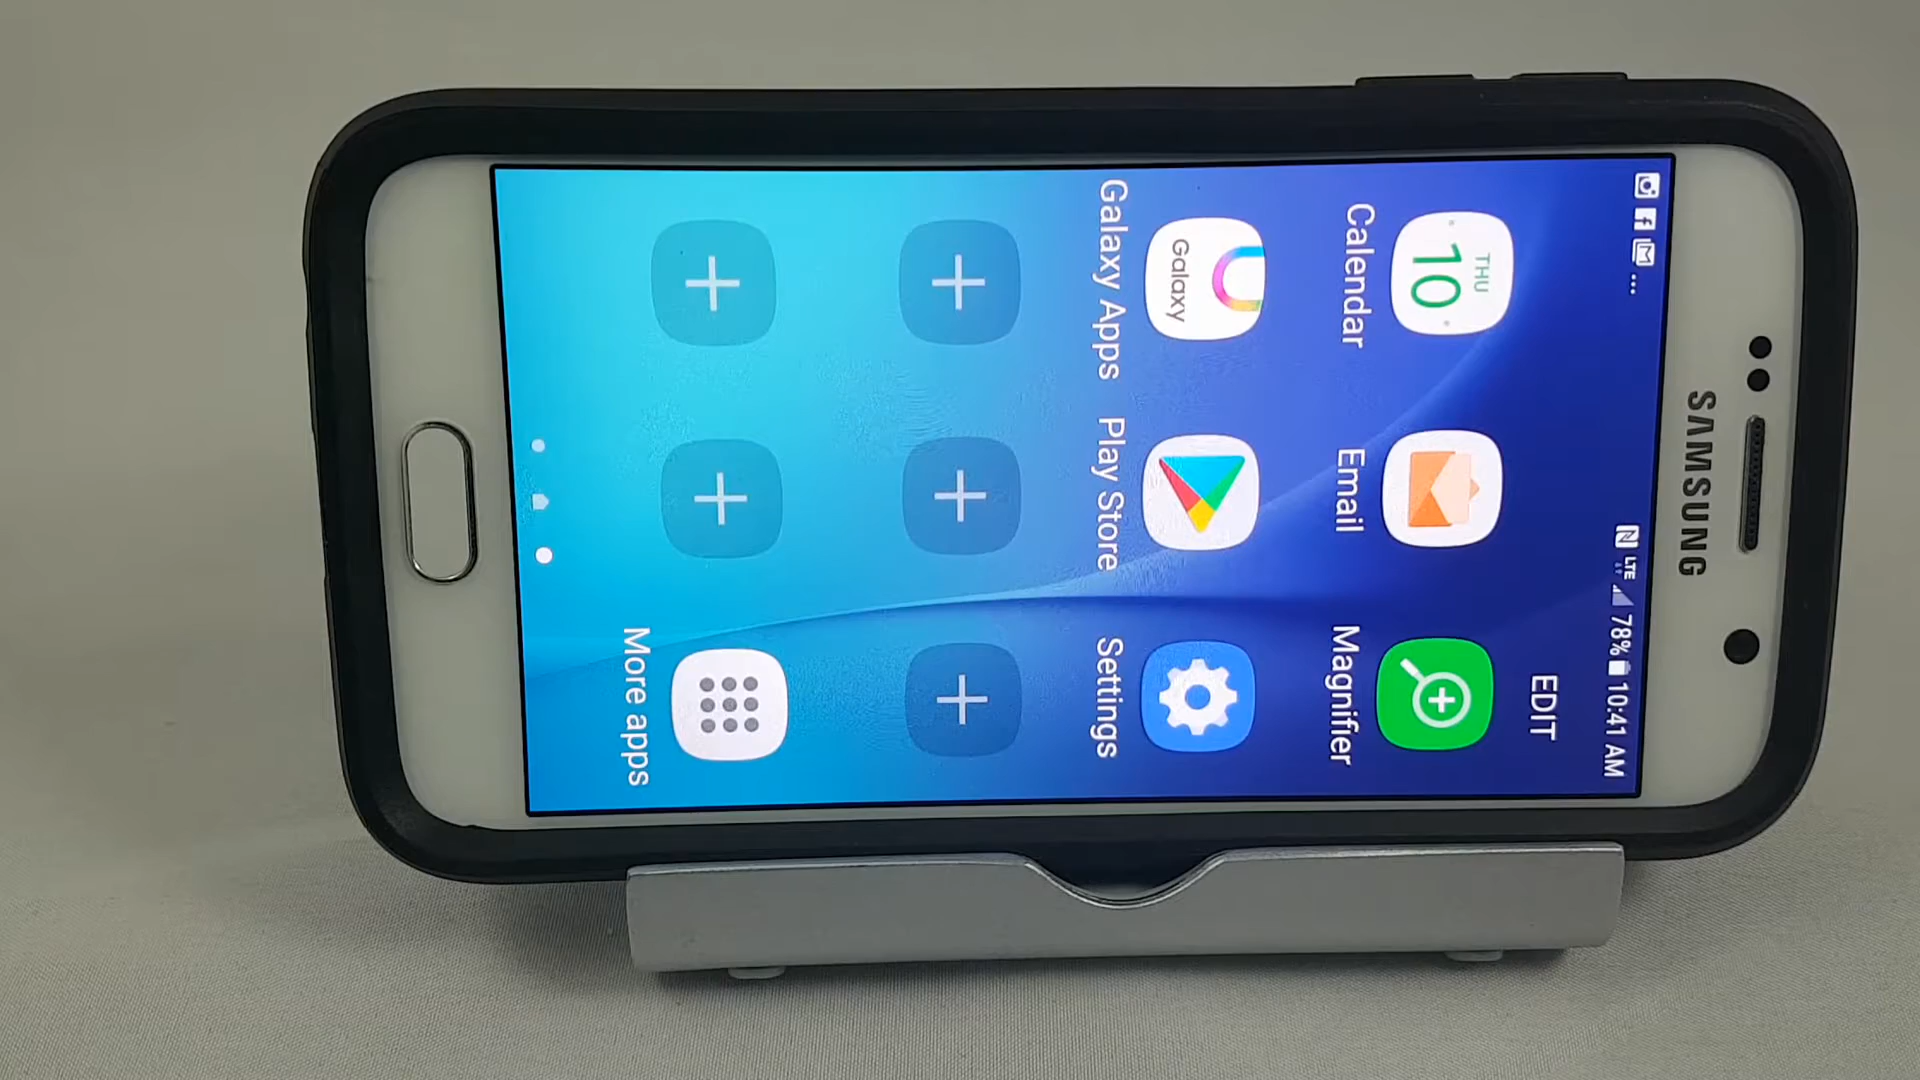 SAMSUNG
LTE 78% 10:41 AM
EDIT
THU
10
Calendar Email Magnifier
Galaxy
Galaxy Apps Play Store Settings
More apps